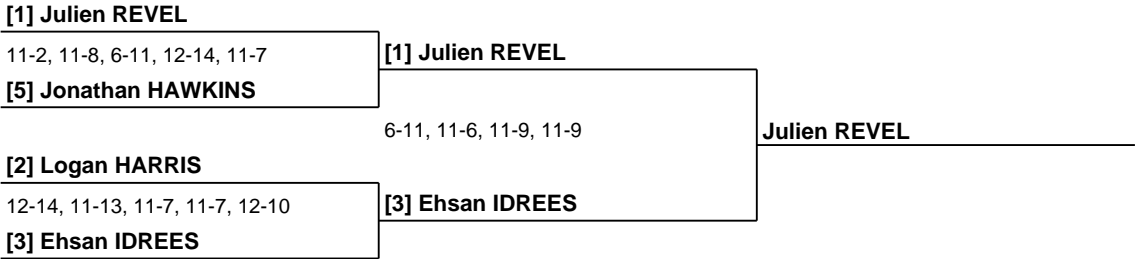 [1] Julien REVEL
11-2, 11-8, 6-11, 12-14, 11-7
[1] Julien REVEL
[5] Jonathan HAWKINS
6-11, 11-6, 11-9, 11-9
Julien REVEL
[2] Logan HARRIS
12-14, 11-13, 11-7, 11-7, 12-10
[3] Ehsan IDREES
[3] Ehsan IDREES